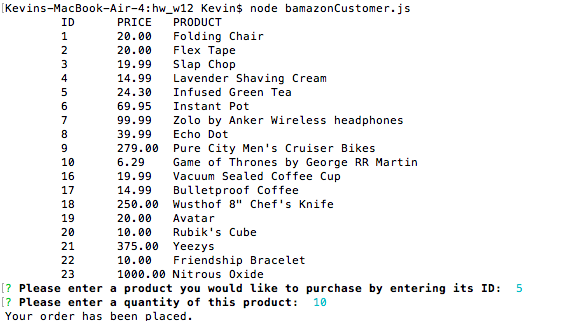 [Kevins-MacBook-Air-4:hw_w12 Kevin$ node bamazonCustomer.js
ID PRICE PRODUCT
1 20.00 Folding Chair
2 20.00 Flex Tape
3 19.99 Slap Chop
4 14.99 Lavender Shaving Cream
5 24.30 Infused Green Tea
6 69.95 Instant Pot
7 99.99 Zolo by Anker Wireless headphones
8 39.99 Echo Dot
9 279.00 Pure City Men's Cruiser Bikes
10 6.29 Game of Thrones by George RR Martin
16 19.99 Vacuum Sealed Coffee Cup
17 14.99 Bulletproof Coffee
18 250.00 Wusthof 8" Chef's Knife
19 20.00 Avatar
20 10.00 Rubik's Cube
21 375.00 Yeezys
22 10.00 Friendship Bracelet
23 1000.00 Nitrous Oxide
[? Please enter a product you would like to purchase by entering its ID: 5
[? Please enter a quantity of this product: 10
Your order has been placed.